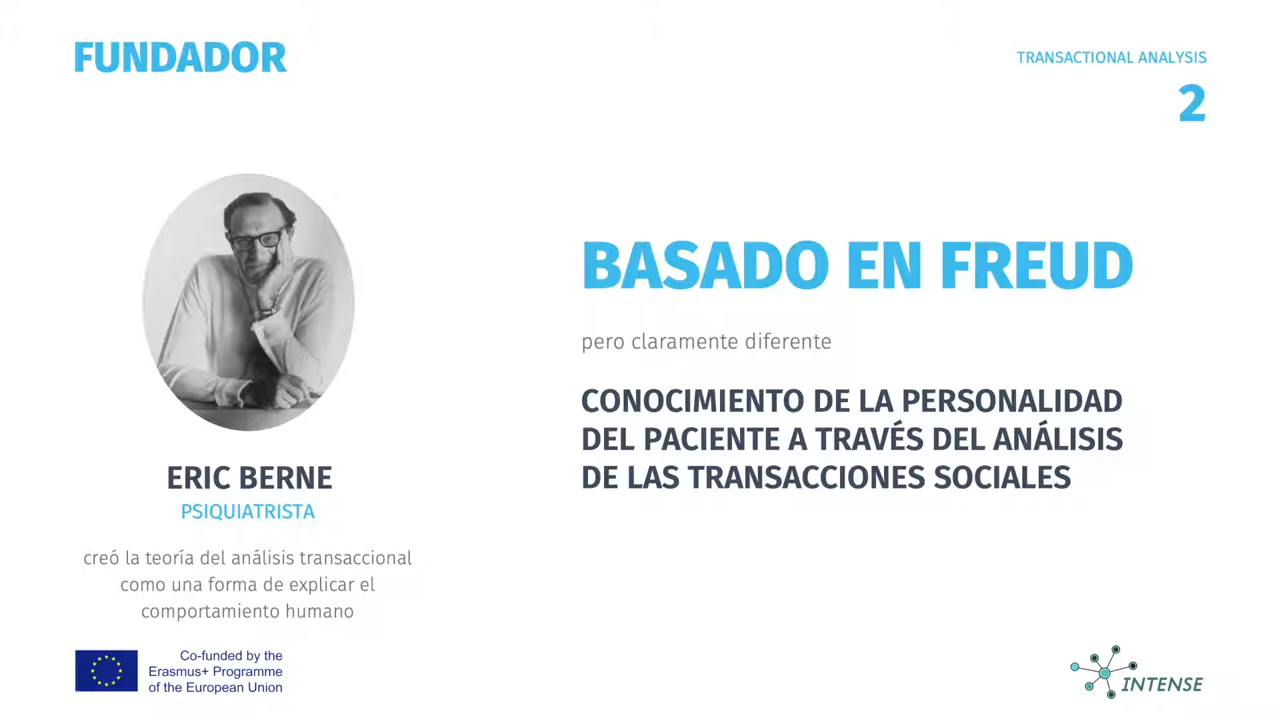 FUNDADOR
TRANSACTIONAL ANALYSIS
2
ERIC BERNE
PSIQUIATRISTA
creó la teoría del análisis transaccional
como una forma de explicar el
comportamiento humano
BASADO EN FREUD
pero claramente diferente
CONOCIMIENTO DE LA PERSONALIDAD
DEL PACIENTE A TRAVÉS DEL ANÁLISIS
DE LAS TRANSACCIONES SOCIALES
Co-funded by the
Erasmus+ Programme
of the European Union
INTENSE